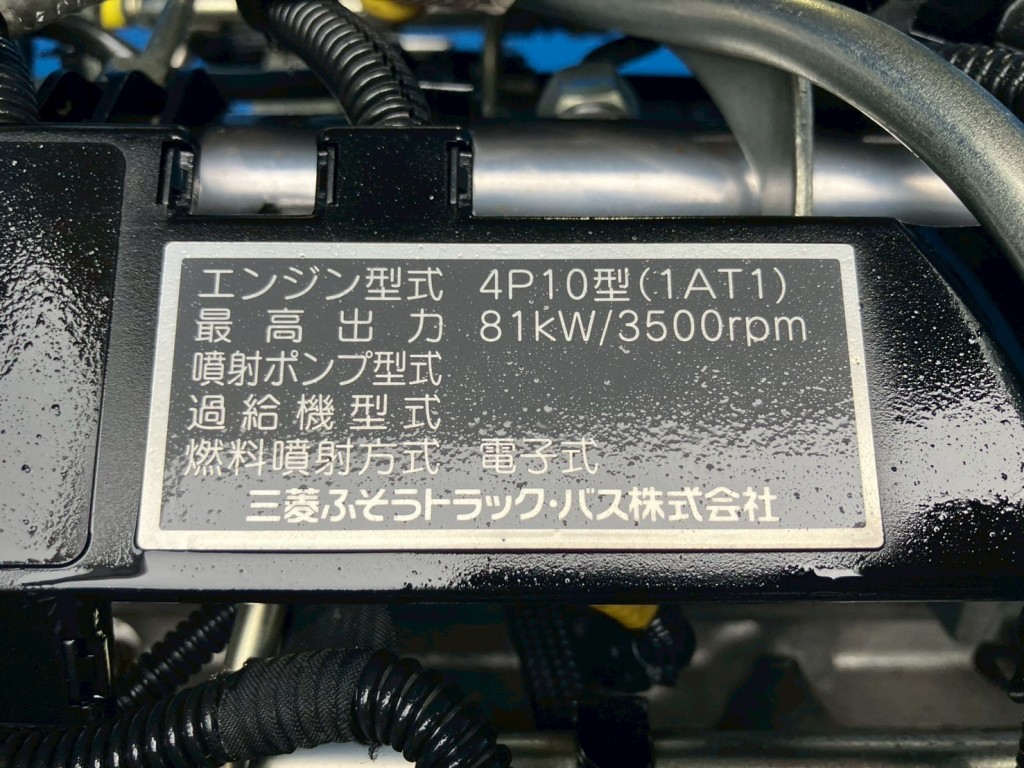 エンジン型式 4P10型(1AT1)
最高出力 81kW/3500rpm
噴射ポンプ型式
過給機型式
燃料噴射方式 電子式
三菱ふそうトラック・バス株式会社